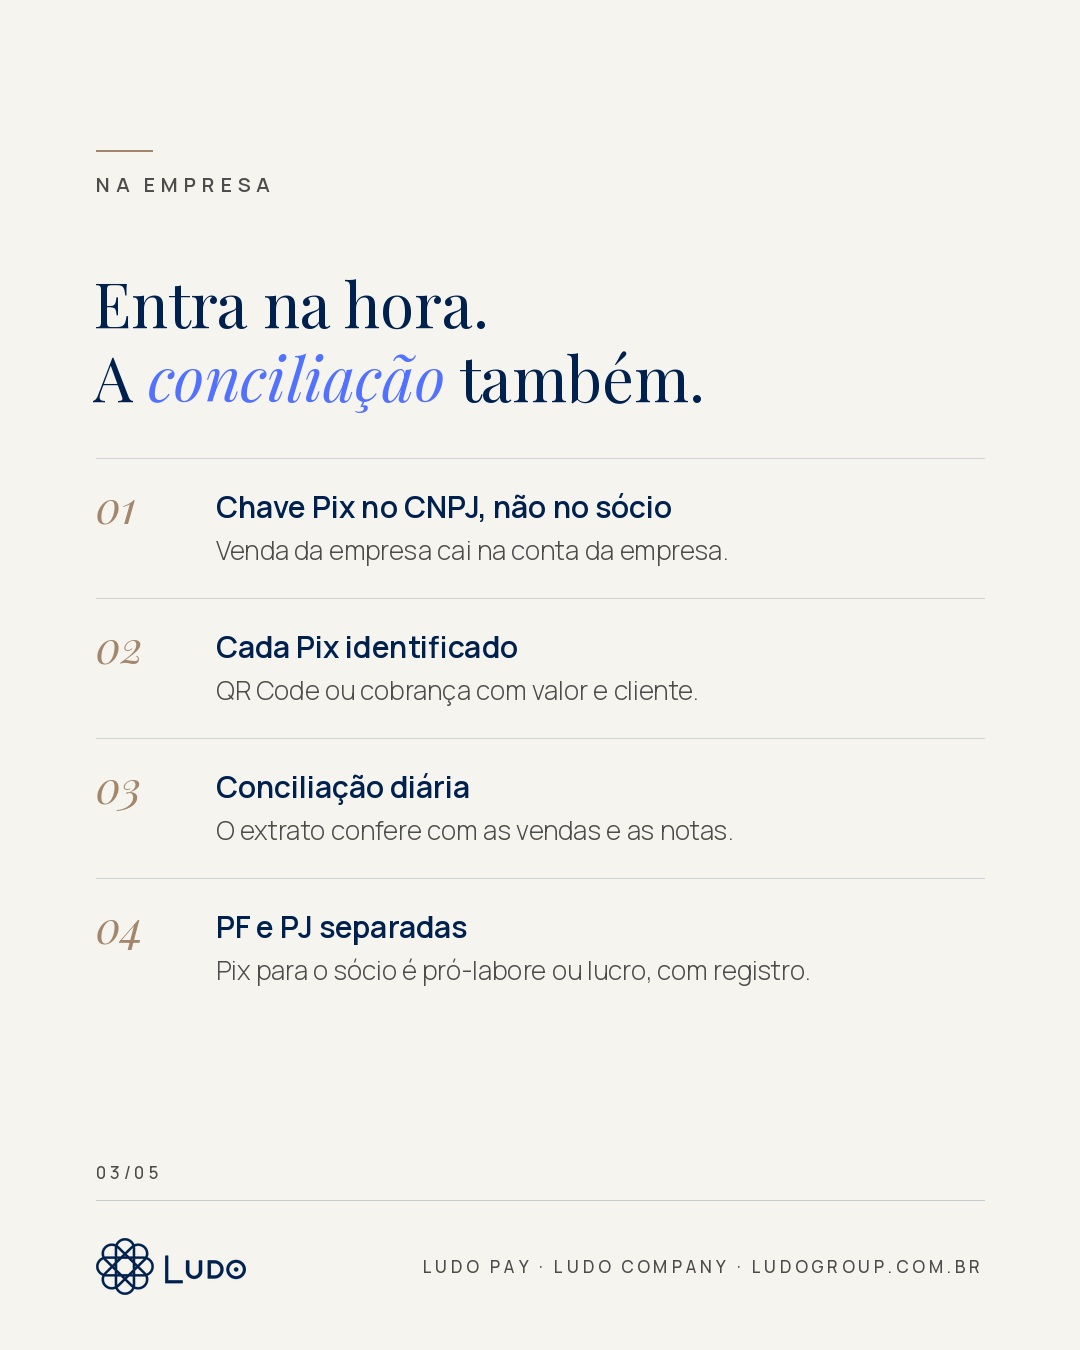 NA EMPRESA
Entra na hora.
A conciliação também.
01
Chave Pix no CNPJ, não no sócio
Venda da empresa cai na conta da empresa.
02
Cada Pix identificado
QR Code ou cobrança com valor e cliente.
03
Conciliação diária
O extrato confere com as vendas e as notas.
04
PF e PJ separadas
Pix para o sócio é pró-labore ou lucro, com registro.
03/05
LUDO
LUDO PAY · LUDO COMPANY · LUDOGROUP.COM.BR